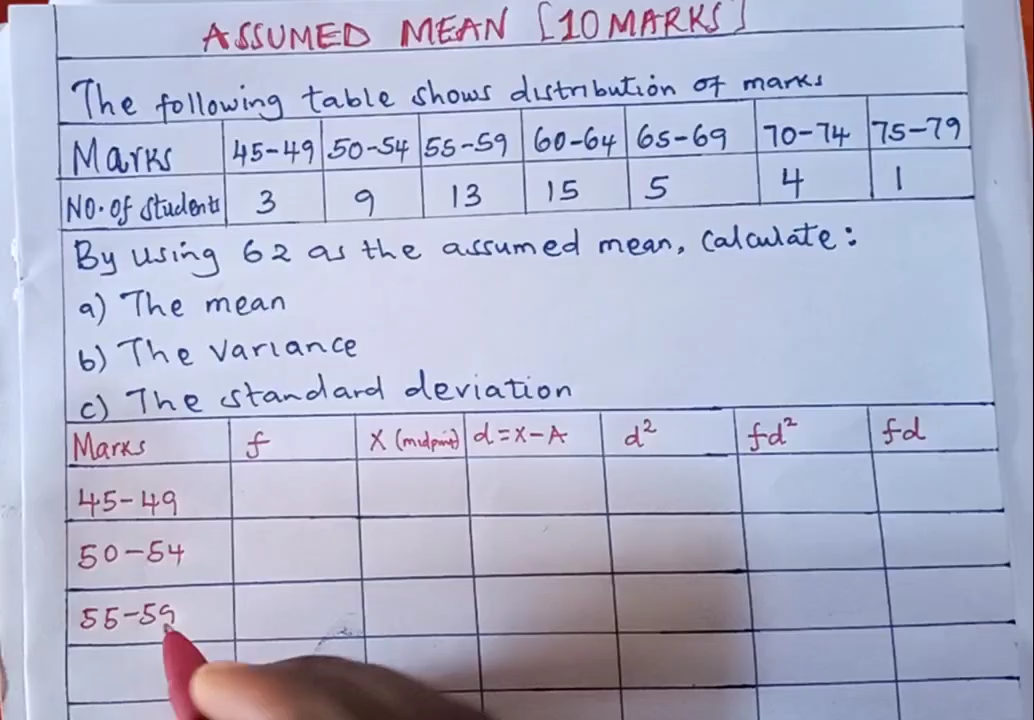 ASSUMED MEAN [10 MARKS]
The following table shows distribution of marks
Marks 45-49 50-54 55-59 60-64 65-69 70-74 75-79
NO. of students 3 9 13 15 5 4 1
By using 62 as the assumed mean, calculate:
a) The mean
b) The variance
c) The standard deviation
Marks f X (midpoint) d=X-A d² fd² fd
45-49
50-54
55-59